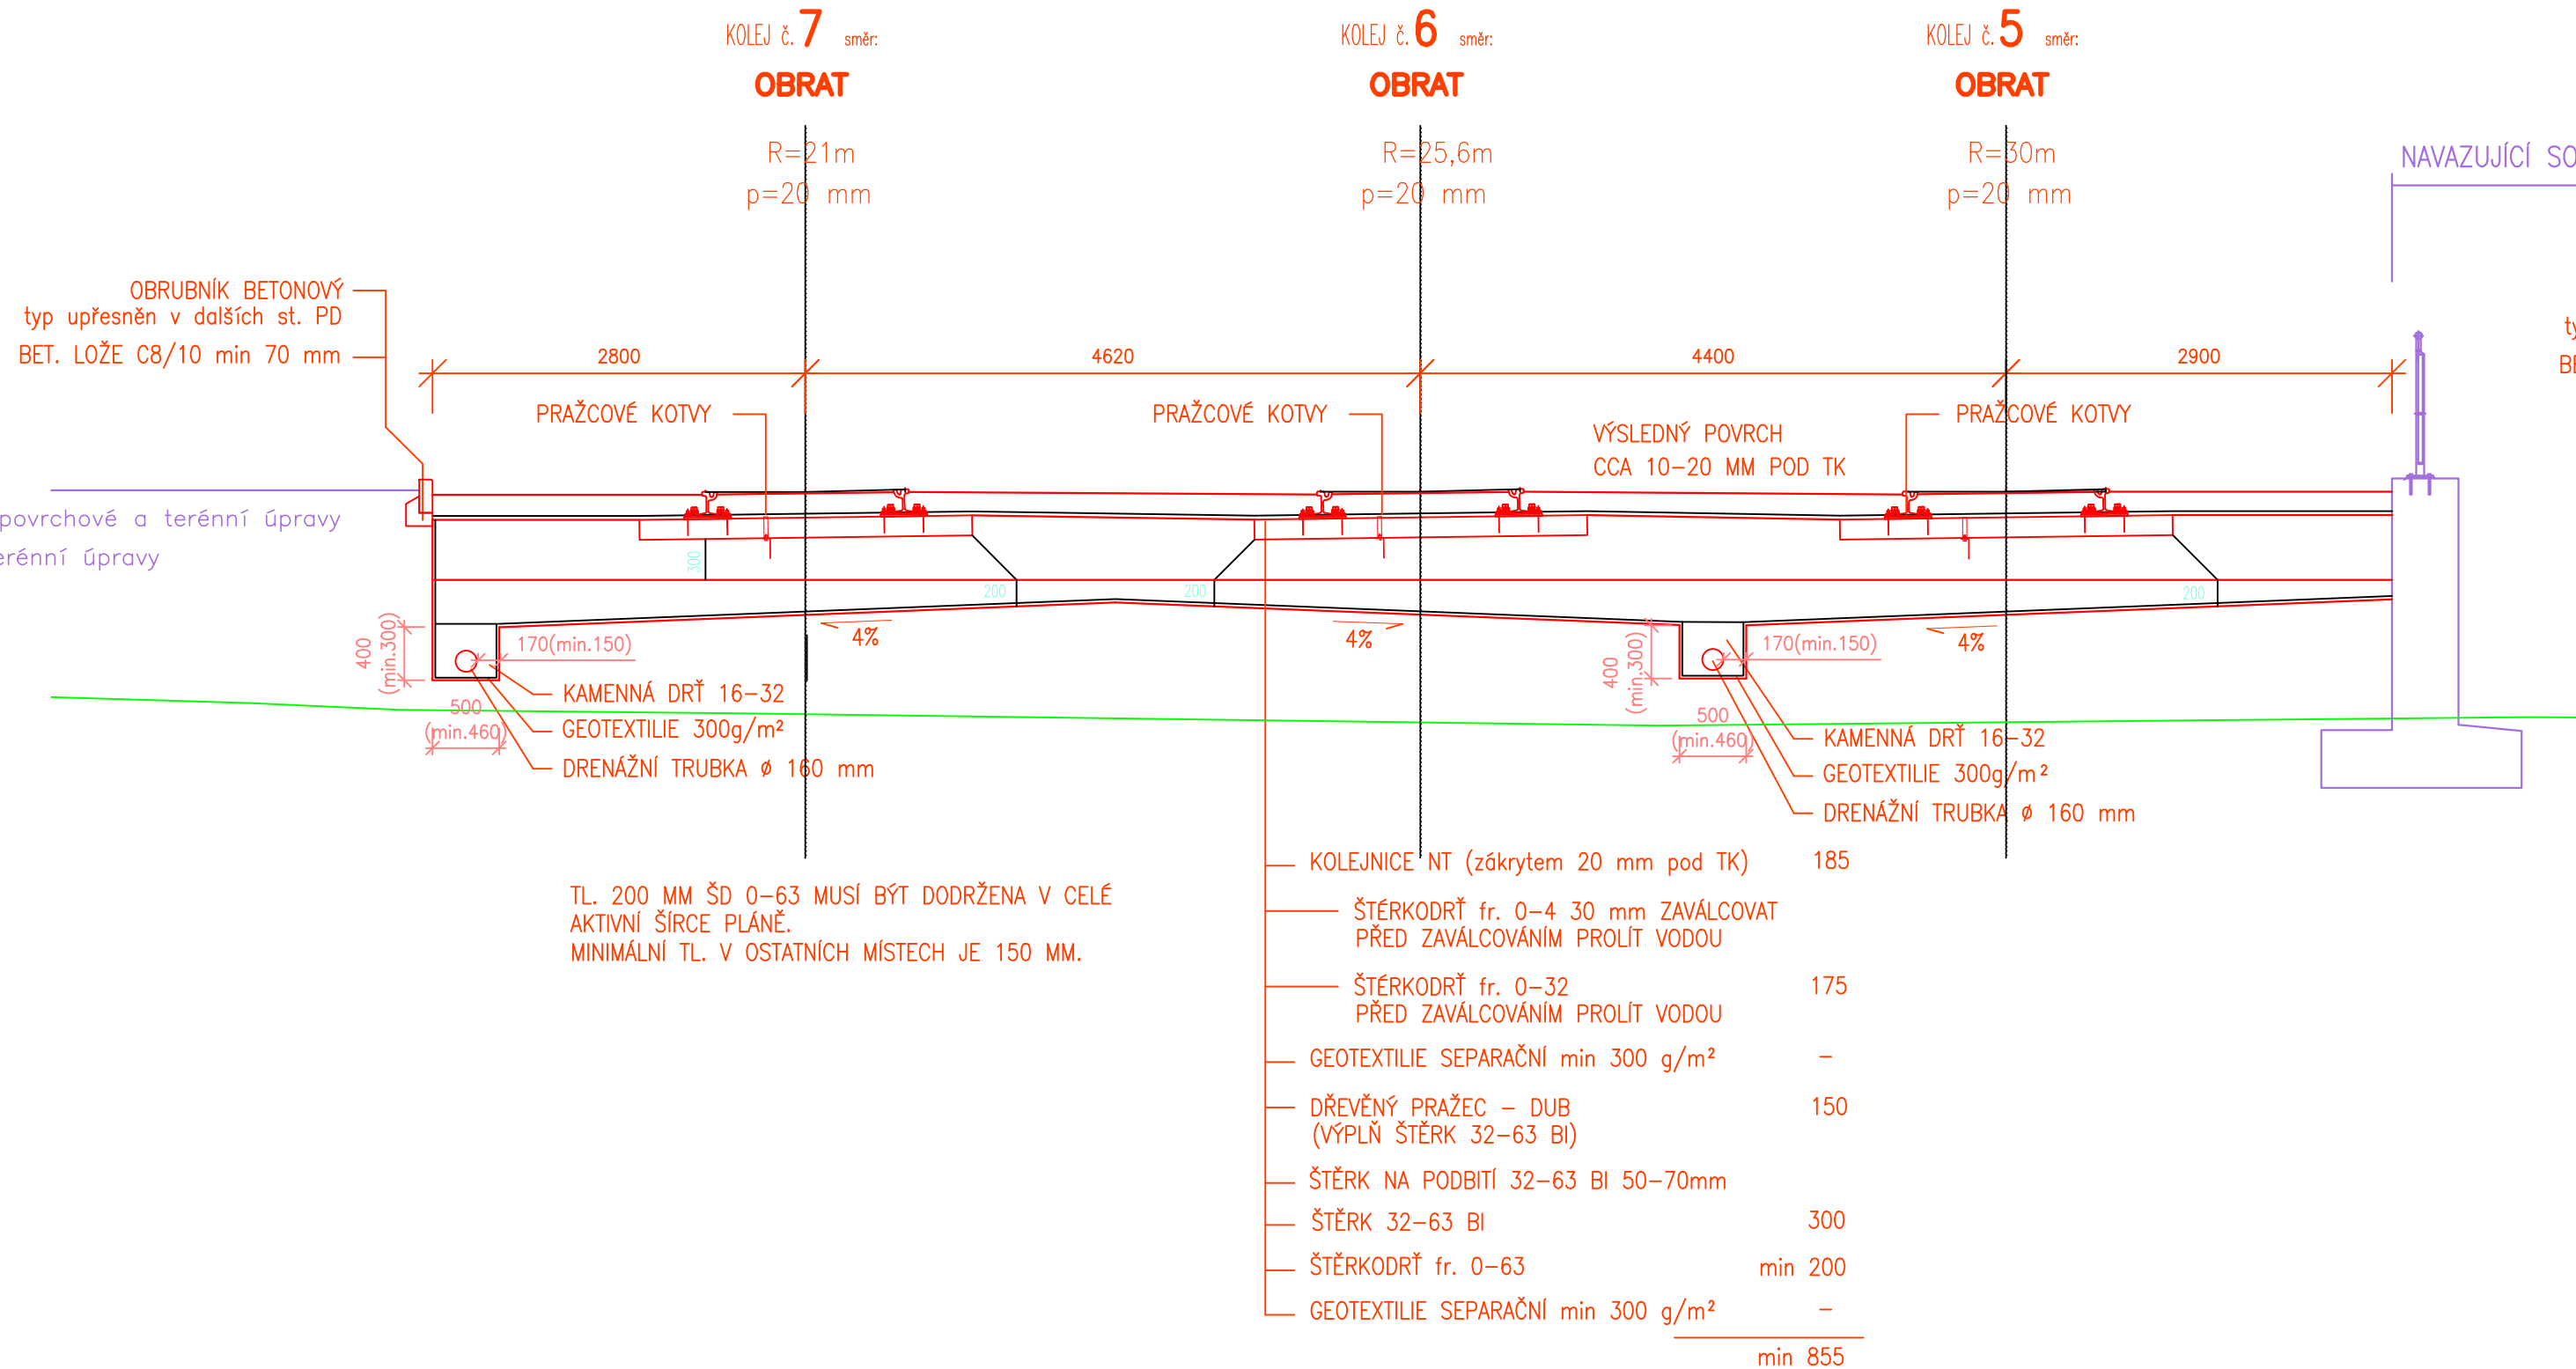 KOLEJ č. 7 směr:
OBRAT
R=21m
p=20 mm
KOLEJ č. 6 směr:
OBRAT
R=25,6m
p=20 mm
KOLEJ č. 5 směr:
OBRAT
R=30m
p=20 mm
NAVAZUJÍCÍ SO
OBRUBNÍK BETONOVÝ
typ upřesněn v dalších st. PD
BET. LOŽE C8/10 min 70 mm
2800
4620
4400
2900
PRAŽCOVÉ KOTVY
PRAŽCOVÉ KOTVY
PRAŽCOVÉ KOTVY
VÝSLEDNÝ POVRCH
CCA 10-20 MM POD TK
povrchové a terénní úpravy
úpravy
300
200
200
200
4%
4%
4%
400
(min.300)
170(min.150)
500
(min.460)
KAMENNÁ DRŤ 16-32
GEOTEXTILIE 300g/m²
DRENÁŽNÍ TRUBKA ø 160 mm
400
(min.300)
170(min.150)
500
(min.460)
KAMENNÁ DRŤ 16-32
GEOTEXTILIE 300g/m²
DRENÁŽNÍ TRUBKA ø 160 mm
TL. 200 MM ŠD 0-63 MUSÍ BÝT DODRŽENA V CELÉ
AKTIVNÍ ŠÍRCE PLÁNĚ.
MINIMÁLNÍ TL. V OSTATNÍCH MÍSTECH JE 150 MM.
KOLEJNICE NT (zákrytem 20 mm pod TK) 185
ŠTÉRKODRŤ fr. 0-4 30 mm ZAVÁLCOVAT
PŘED ZAVÁLCOVÁNÍM PROLÍT VODOU
ŠTÉRKODRŤ fr. 0-32 175
PŘED ZAVÁLCOVÁNÍM PROLÍT VODOU
GEOTEXTILIE SEPARAČNÍ min 300 g/m² -
DŘEVĚNÝ PRAŽEC - DUB 150
(VÝPLŇ ŠTĚRK 32-63 BI)
ŠTĚRK NA PODBITÍ 32-63 BI 50-70mm
ŠTĚRK 32-63 BI 300
ŠTĚRKODRŤ fr. 0-63 min 200
GEOTEXTILIE SEPARAČNÍ min 300 g/m² -
min 855